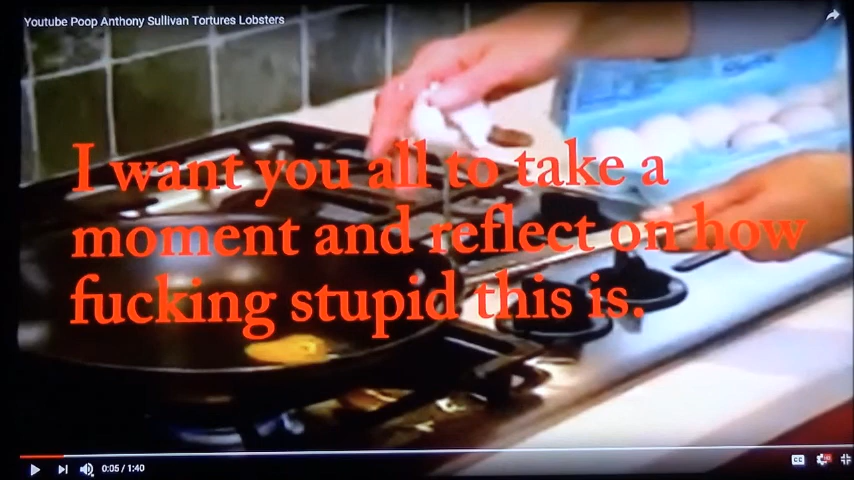 Youtube Poop Anthony Sullivan Tortures Lobsters
I want you all to take a
moment and reflect on how
fucking stupid this is.
0:05 / 1:40
CC